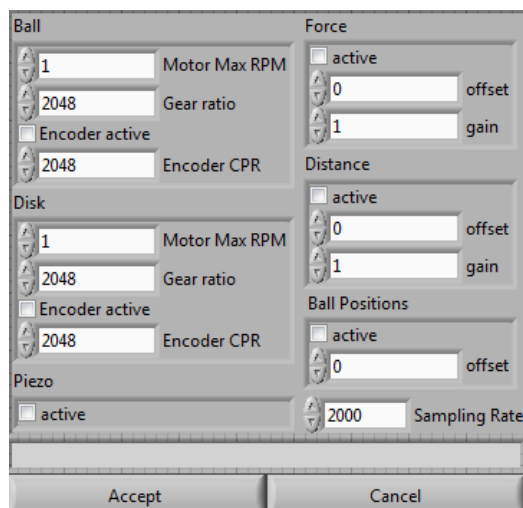 Ball
1 Motor Max RPM
2048 Gear ratio
Encoder active
2048 Encoder CPR
Disk
1 Motor Max RPM
2048 Gear ratio
Encoder active
2048 Encoder CPR
Piezo
active
Force
active
0 offset
1 gain
Distance
active
0 offset
1 gain
Ball Positions
active
0 offset
2000 Sampling Rate
Accept Cancel